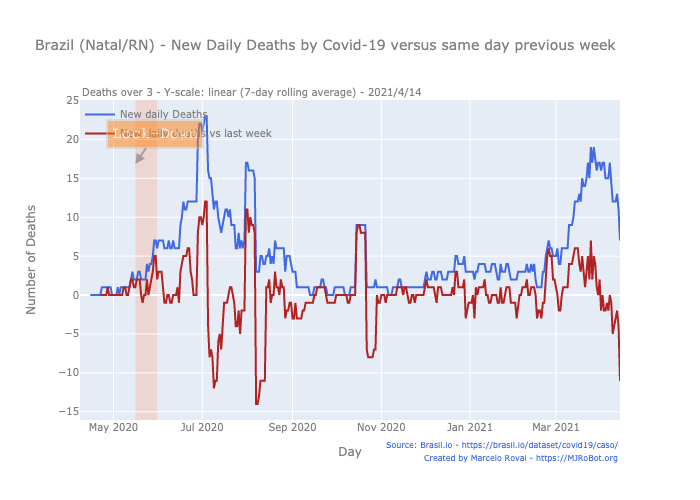 Brazil (Natal/RN) - New Daily Deaths by Covid-19 versus same day previous week
Deaths over 3 - Y-scale: linear (7-day rolling average) - 2021/4/14
New daily Deaths
New daily deaths vs last week
Lock Down
Number of Deaths
25
20
15
10
5
0
−5
−10
−15
May 2020
Jul 2020
Sep 2020
Nov 2020
Jan 2021
Mar 2021
Day
Source: Brasil.io - https://brasil.io/dataset/covid19/caso/
Created by Marcelo Rovai - https://MJRoBot.org